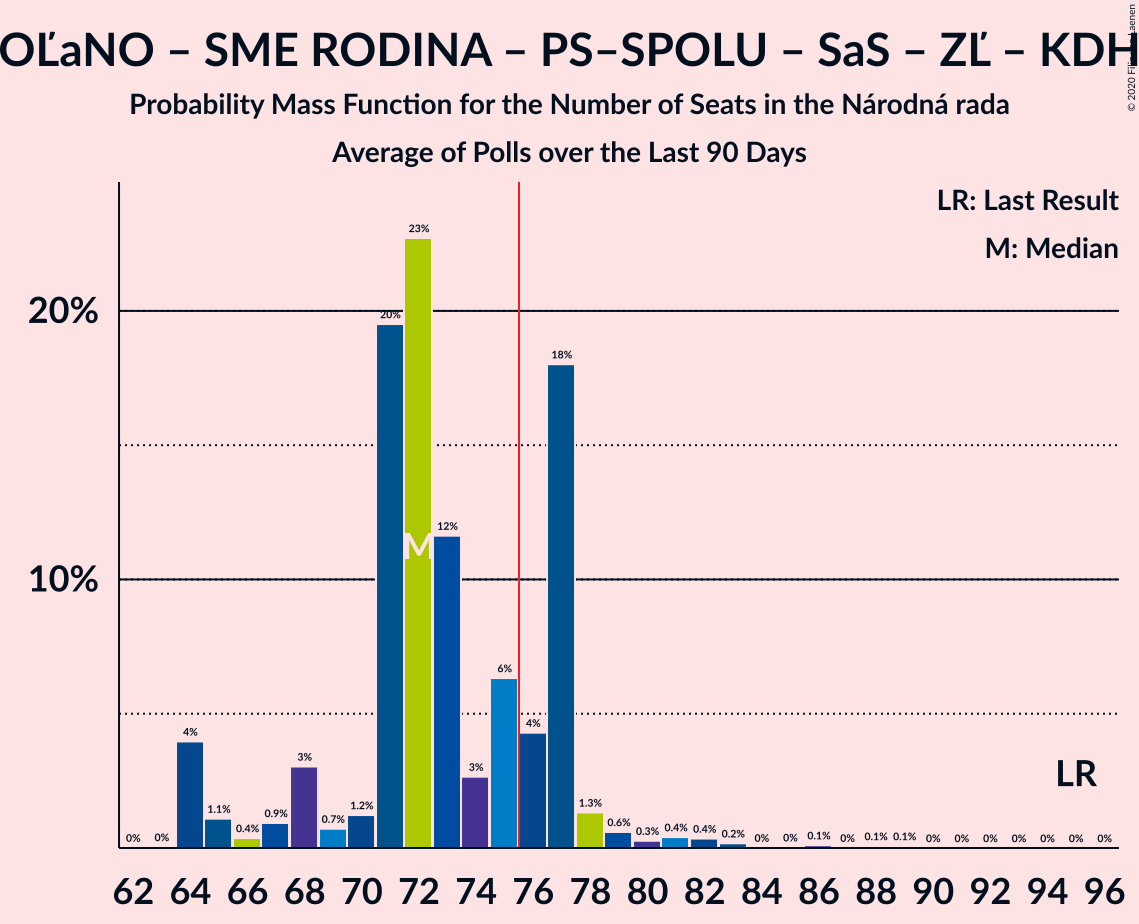 OĽaNO – SME RODINA – PS–SPOLU – SaS – ZĽ – KDH
Probability Mass Function for the Number of Seats in the Národná rada
Average of Polls over the Last 90 Days
© 2020 Filip van Laenen
LR: Last Result
M: Median
20%
10%
0% 0% 4% 1.1% 0.4% 0.9% 3% 0.7% 1.2% 20% 23% 12% 3% 6% 4% 18% 1.3% 0.6% 0.3% 0.4% 0.4% 0.2% 0% 0% 0.1% 0% 0.1% 0.1% 0% 0% 0% 0% 0% 0% 0%
M
LR
62 64 66 68 70 72 74 76 78 80 82 84 86 88 90 92 94 96